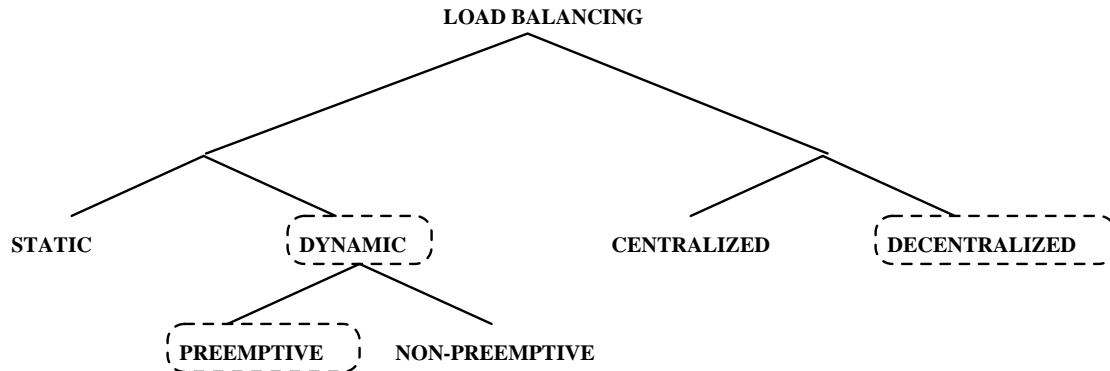 LOAD BALANCING
STATIC
DYNAMIC
CENTRALIZED
DECENTRALIZED
PREEMPTIVE
NON-PREEMPTIVE